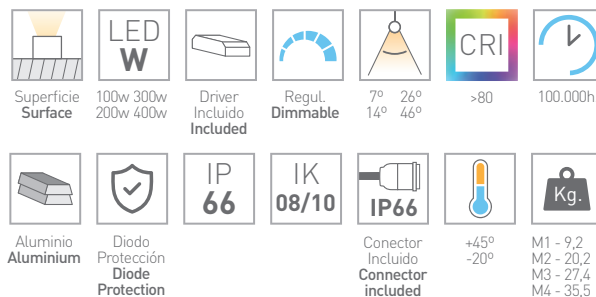 LED
W
CRI
Superficie
Surface
100w 300w
200w 400w
Driver
Incluido
Included
Regul.
Dimmable
7º 26º
14º 46º
>80
100.000h
IP
66
IK
08/10
IP66
Kg.
Aluminio
Aluminium
Diodo
Protección
Diode
Protection
Conector
Incluido
Connector
included
+45º
-20º
M1 - 9,2
M2 - 20,2
M3 - 27,4
M4 - 35,5